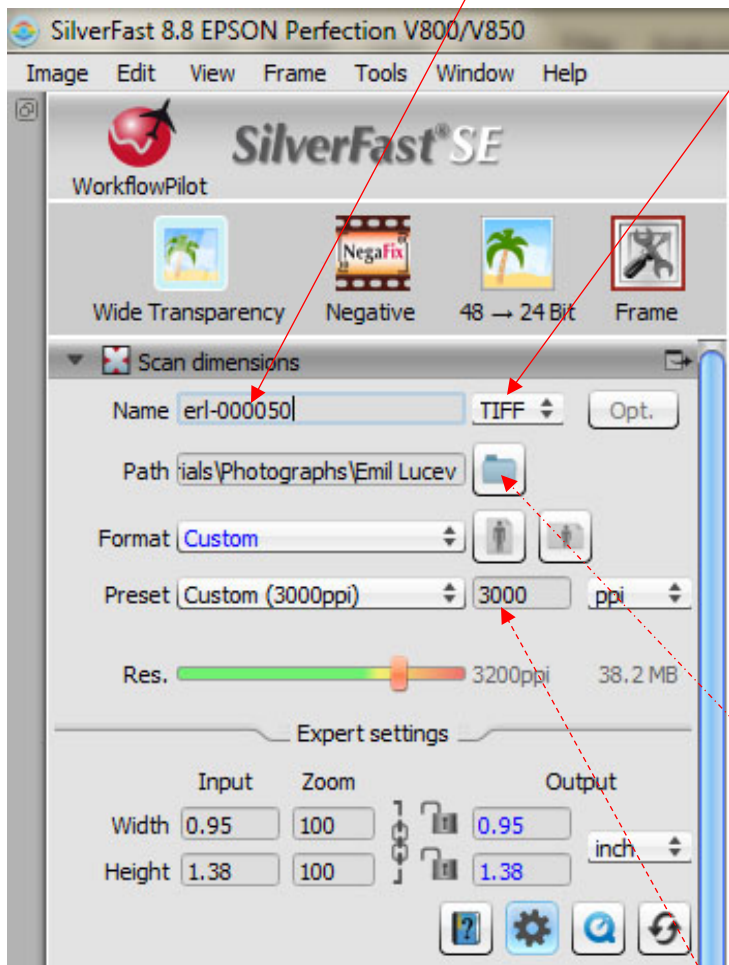 SilverFast 8.8 EPSON Perfection V800/V850
Image Edit View Frame Tools Window Help
SilverFast® SE
WorkflowPilot
NegaFix
Wide Transparency Negative 48 → 24 Bit Frame
Scan dimensions
Name erl-000050 TIFF Opt.
Path rials\Photographs\Emil Lucev
Format Custom
Preset Custom (3000ppi) 3000 ppi
Res. 3200ppi 38.2 MB
Expert settings
Input Zoom Output
Width 0.95 100 0.95
inch
Height 1.38 100 1.38
?